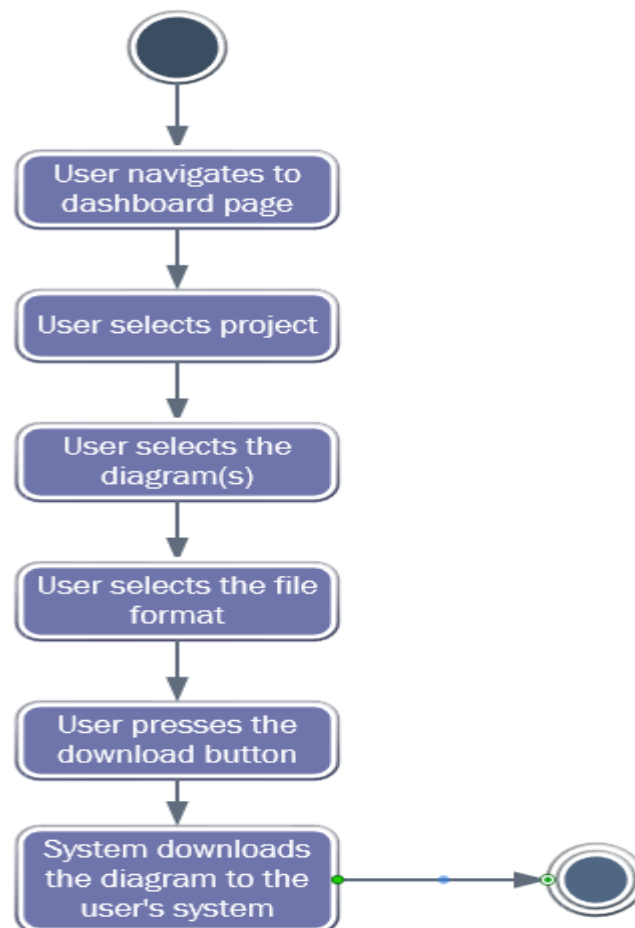 User navigates to
dashboard page
User selects project
User selects the
diagram(s)
User selects the file
format
User presses the
download button
System downloads
the diagram to the
user's system